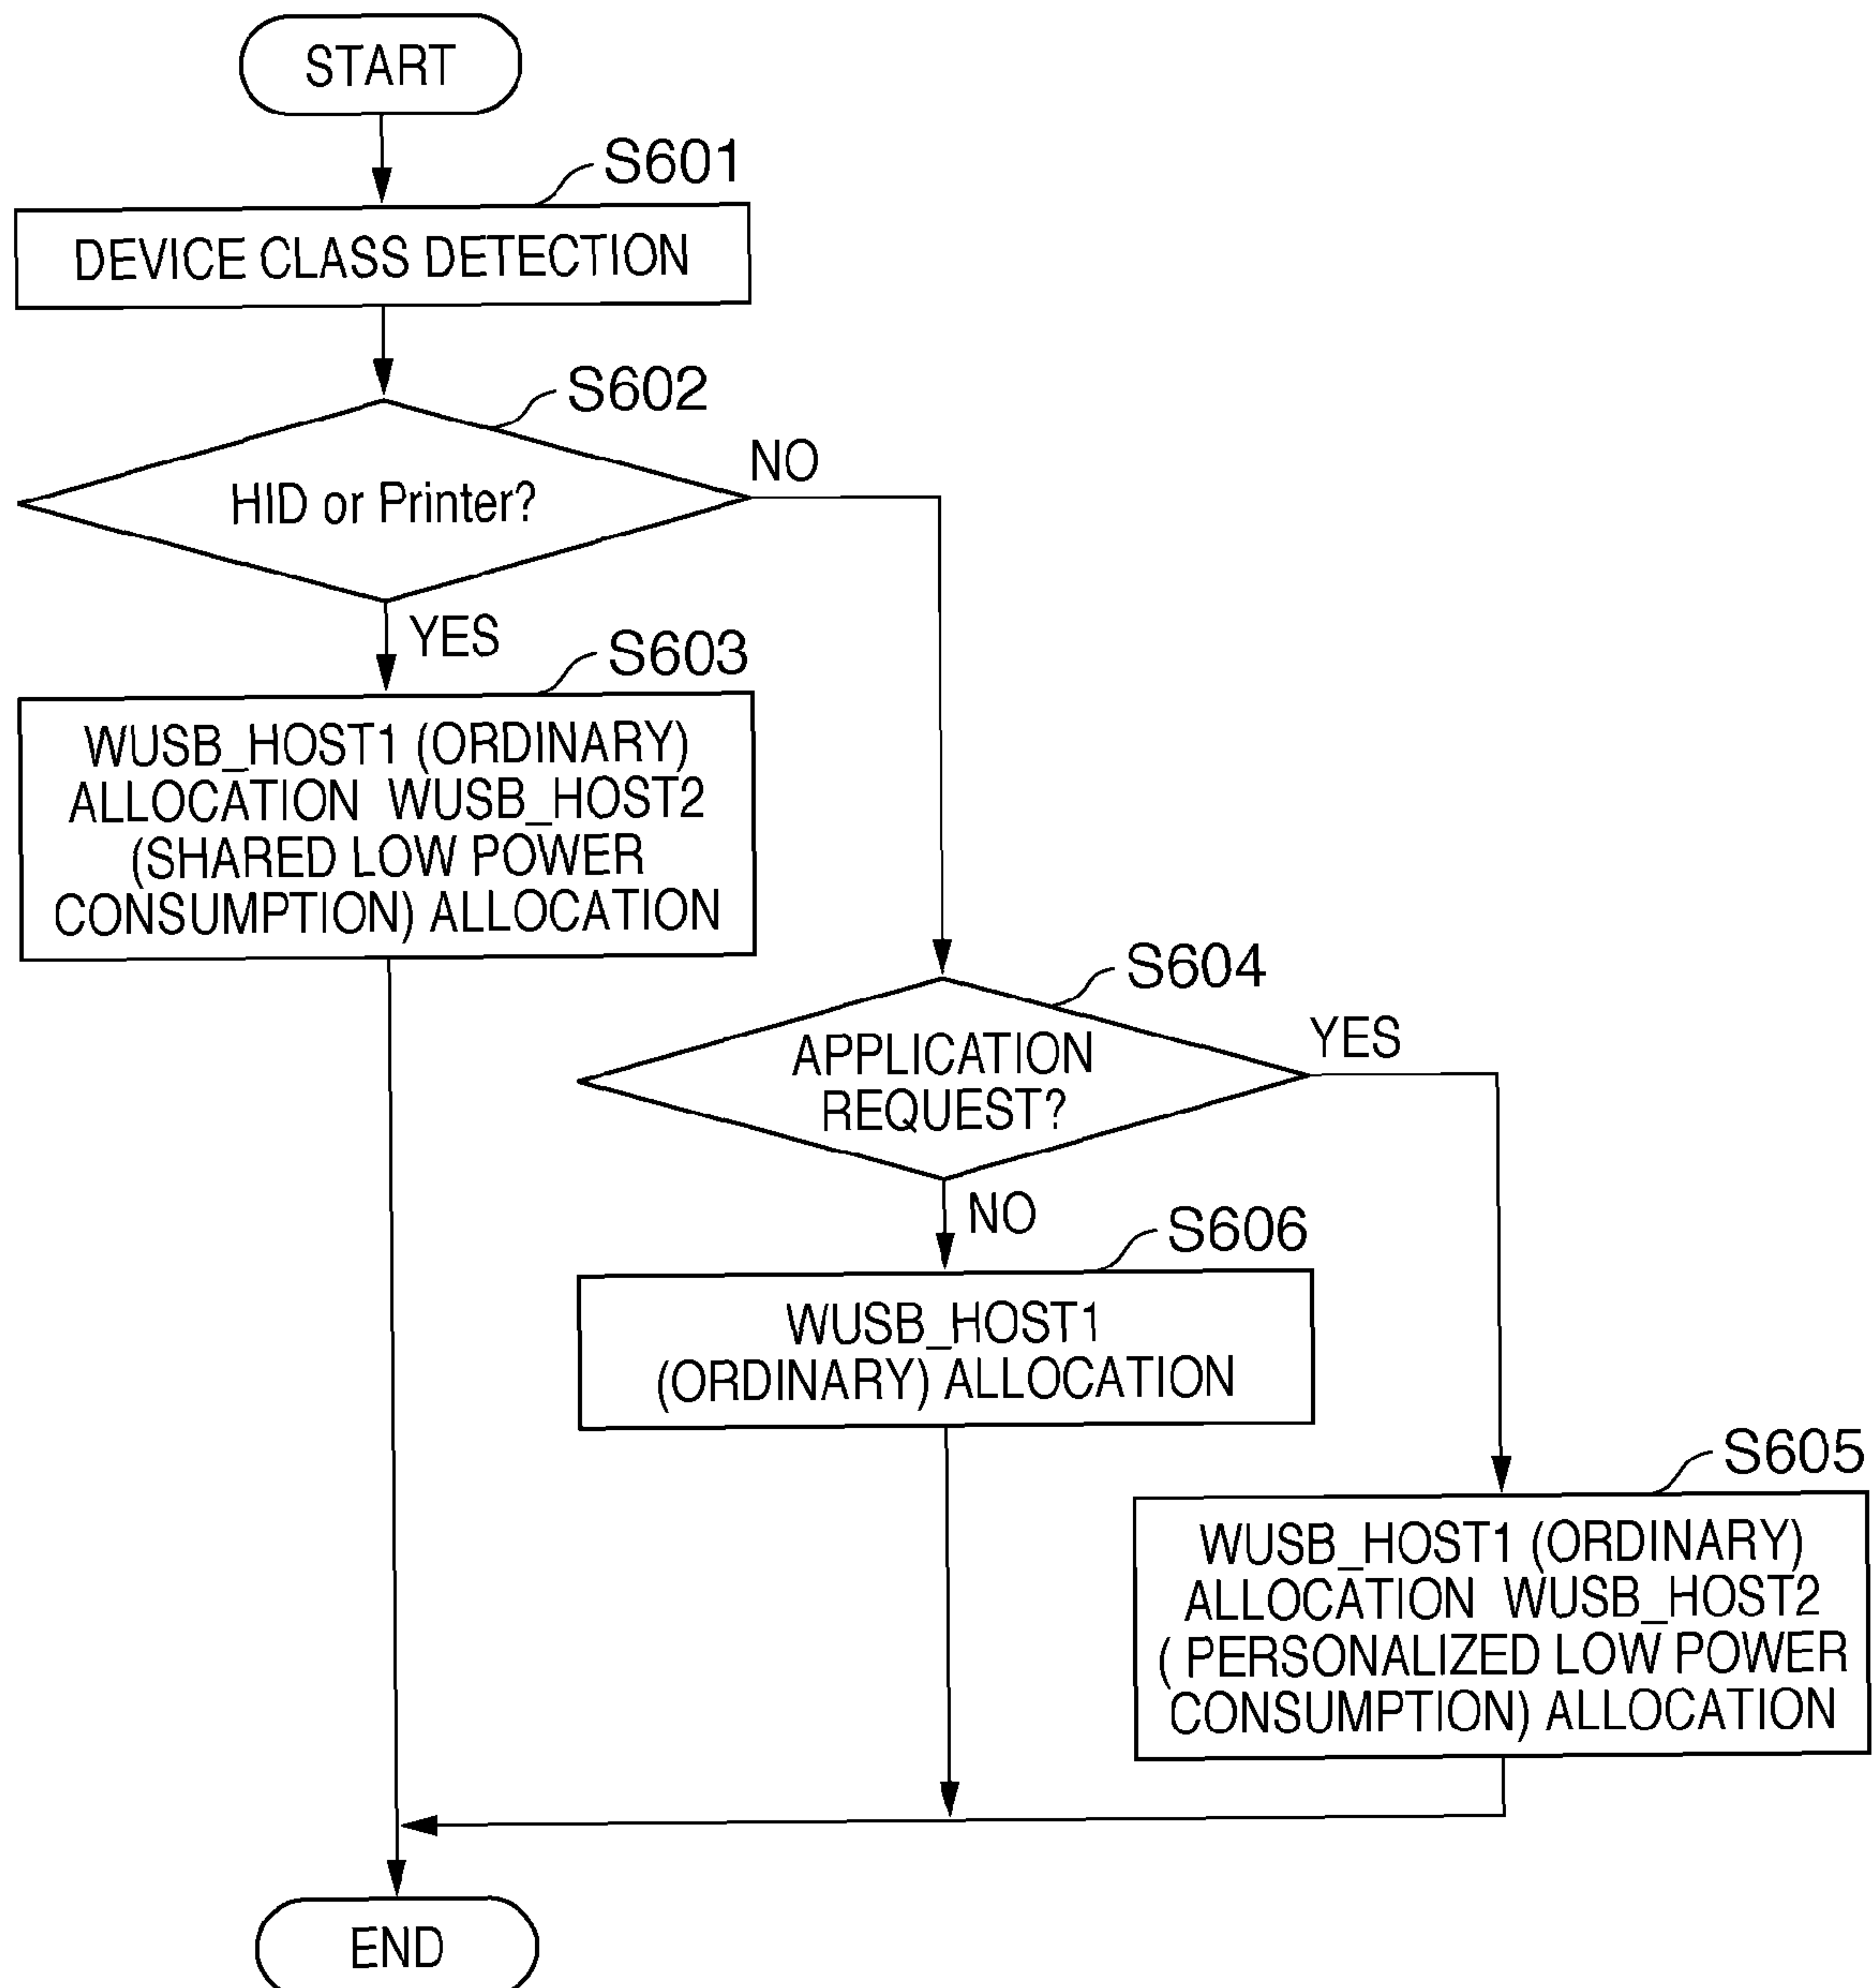 START
S601
DEVICE CLASS DETECTION
S602
HID or Printer?
NO
YES
S603
WUSB_HOST1 (ORDINARY)
ALLOCATION WUSB_HOST2
(SHARED LOW POWER
CONSUMPTION) ALLOCATION
S604
APPLICATION
REQUEST?
YES
NO
S606
WUSB_HOST1
(ORDINARY) ALLOCATION
S605
WUSB_HOST1 (ORDINARY)
ALLOCATION WUSB_HOST2
( PERSONALIZED LOW POWER
CONSUMPTION) ALLOCATION
END